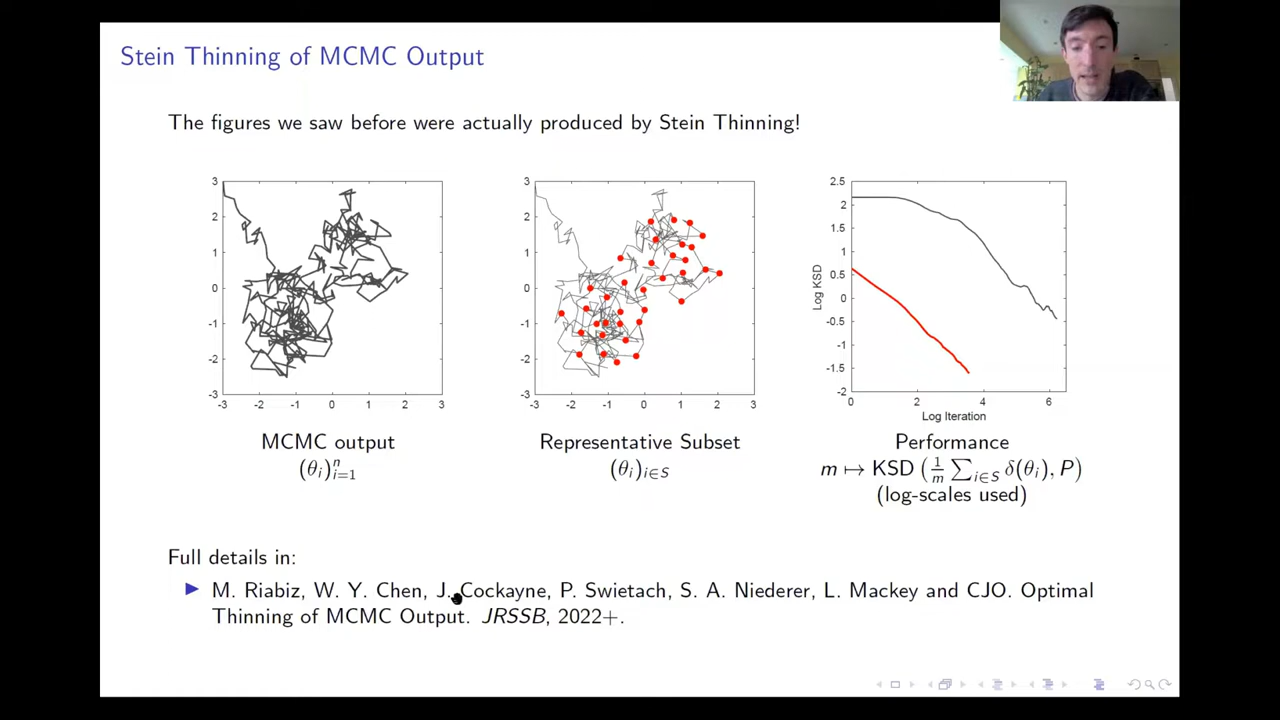 Stein Thinning of MCMC Output
The figures we saw before were actually produced by Stein Thinning!
3
2
1
0
-1
-2
-3
-3 -2 -1 0 1 2 3
3
2
1
0
-1
-2
-3
-3 -2 -1 0 1 2 3
2.5
2
1.5
1
0.5
0
-0.5
-1
-1.5
-2
Log KSD
0 2 4 6
Log Iteration
MCMC output
(θᵢ)ⁿᵢ₌₁
Representative Subset
(θᵢ)i∈S
Performance
m ↦ KSD (1/m ∑i∈S δ(θᵢ), P)
(log-scales used)
Full details in:
M. Riabiz, W. Y. Chen, J. Cockayne, P. Swietach, S. A. Niederer, L. Mackey and CJO. Optimal
Thinning of MCMC Output. JRSSB, 2022+.